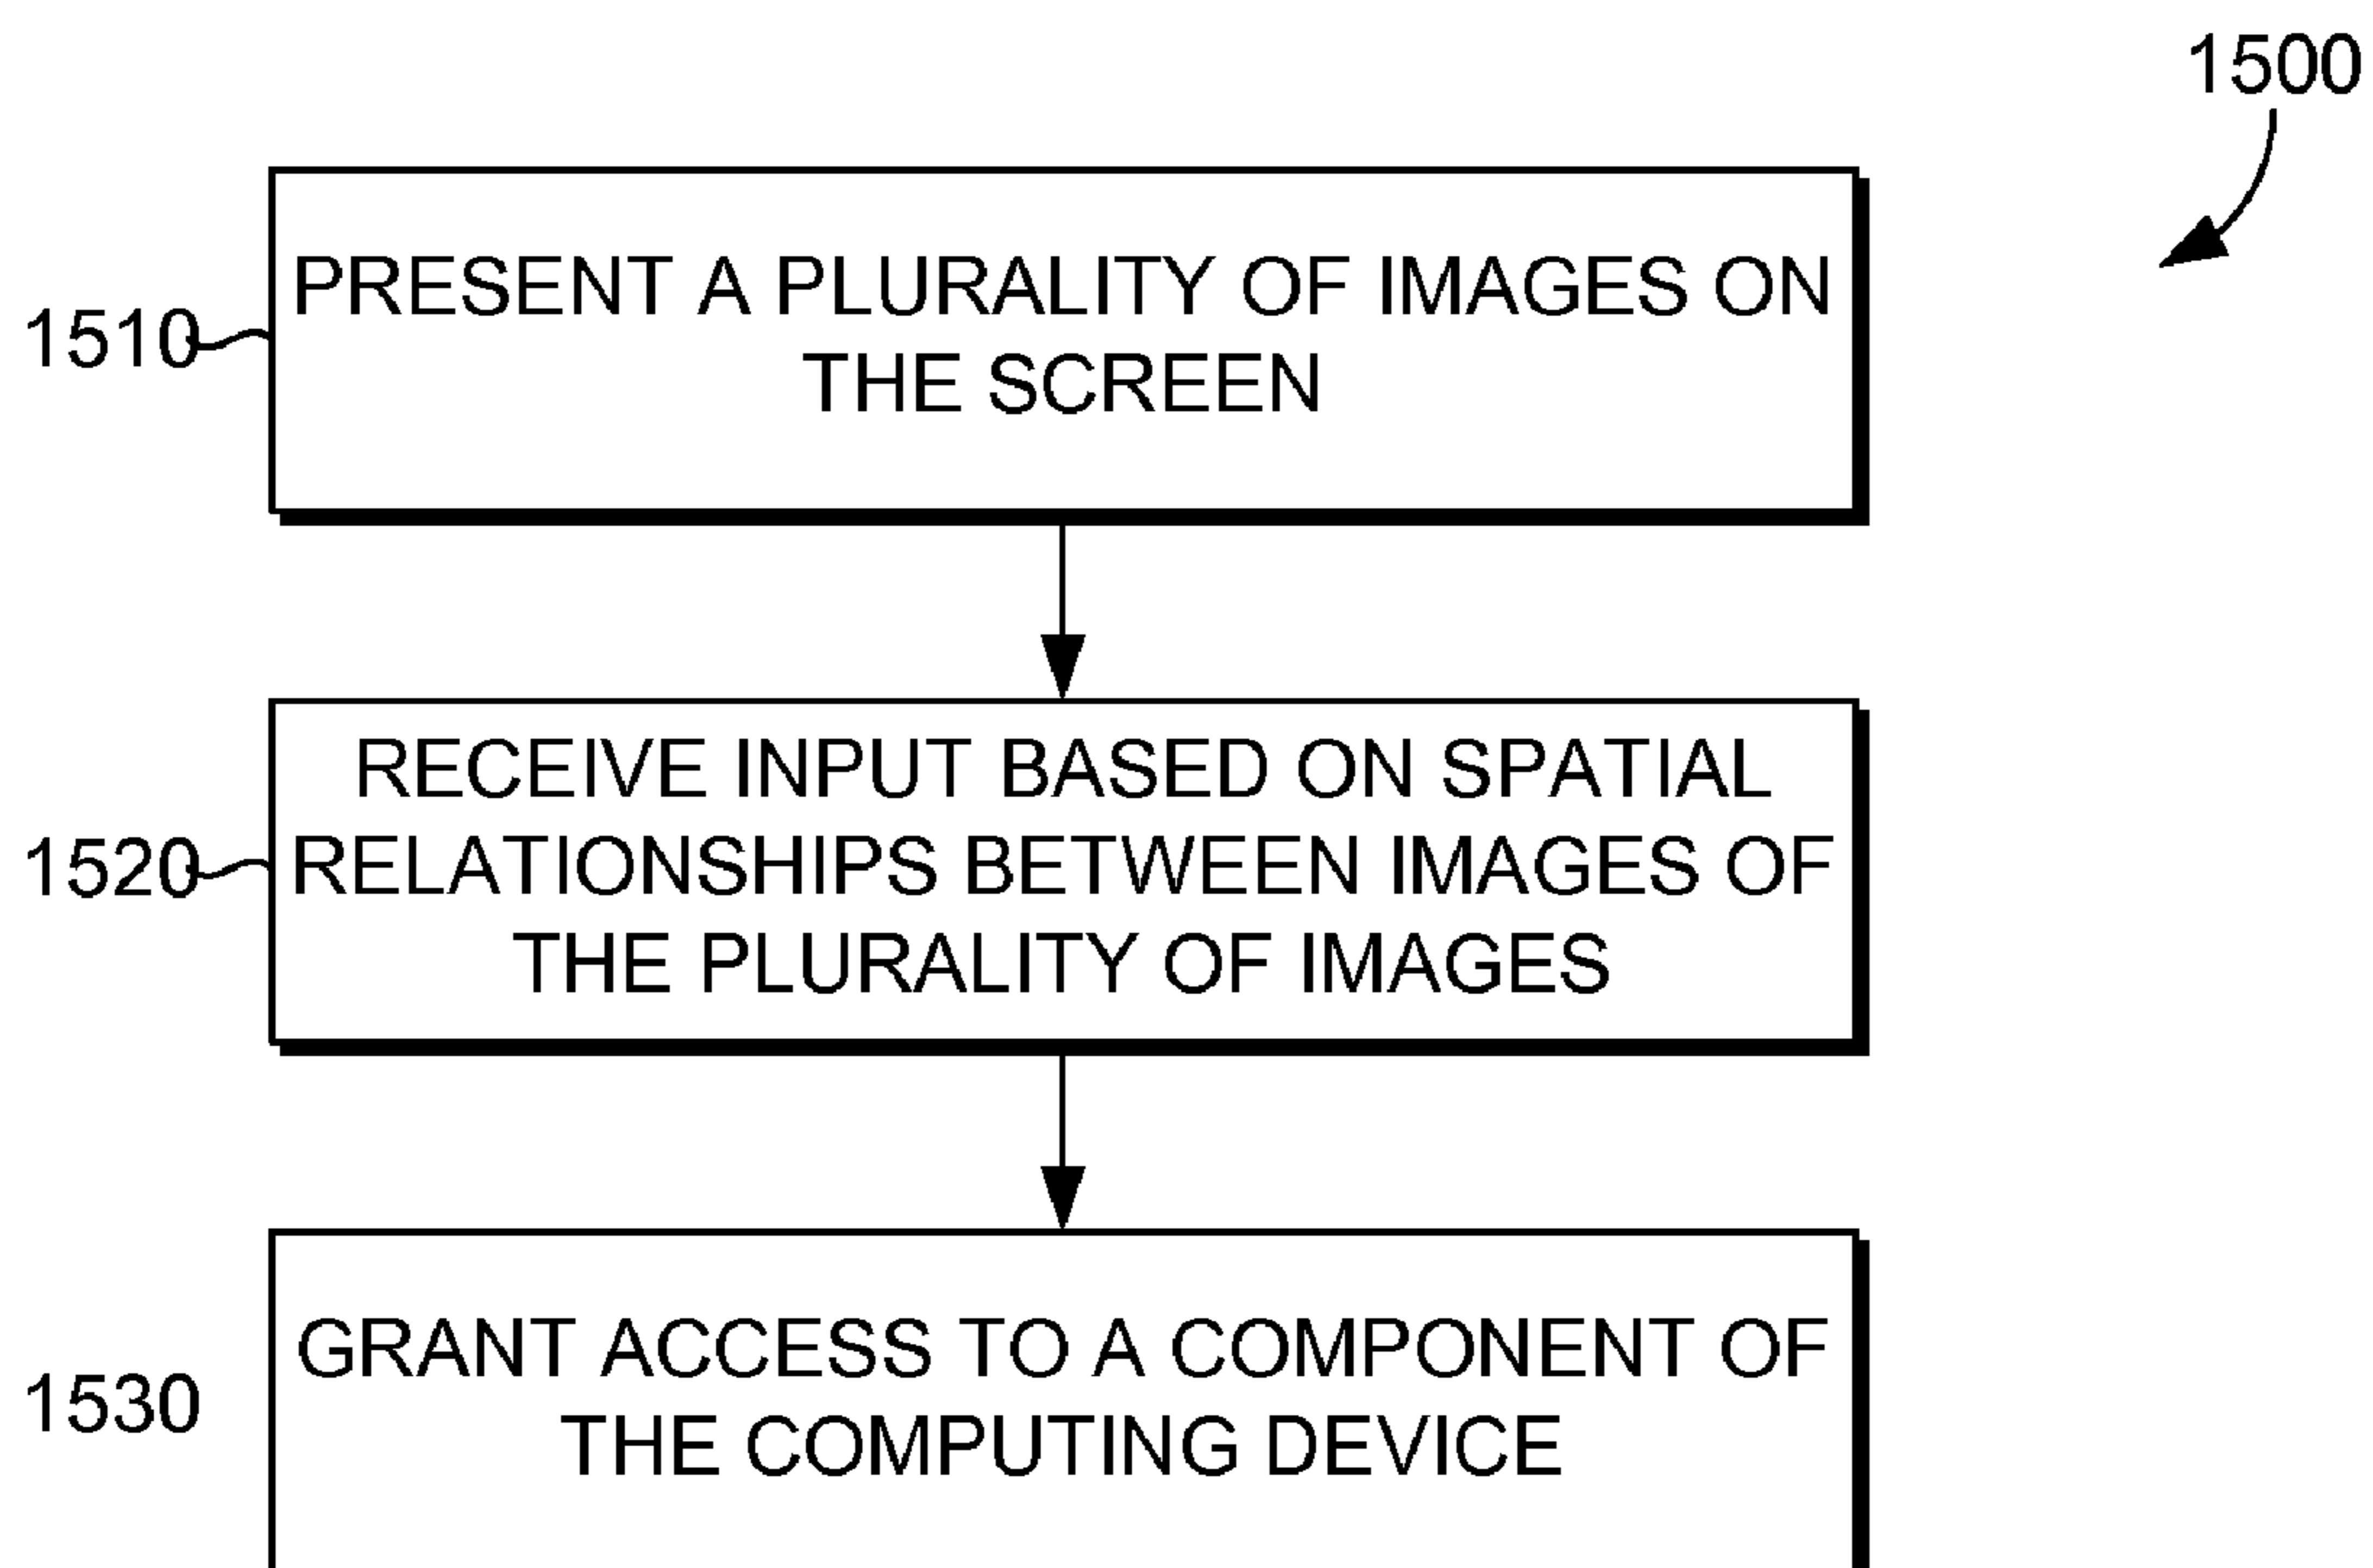 1500
1510
PRESENT A PLURALITY OF IMAGES ON
THE SCREEN
1520
RECEIVE INPUT BASED ON SPATIAL
RELATIONSHIPS BETWEEN IMAGES OF
THE PLURALITY OF IMAGES
1530
GRANT ACCESS TO A COMPONENT OF
THE COMPUTING DEVICE